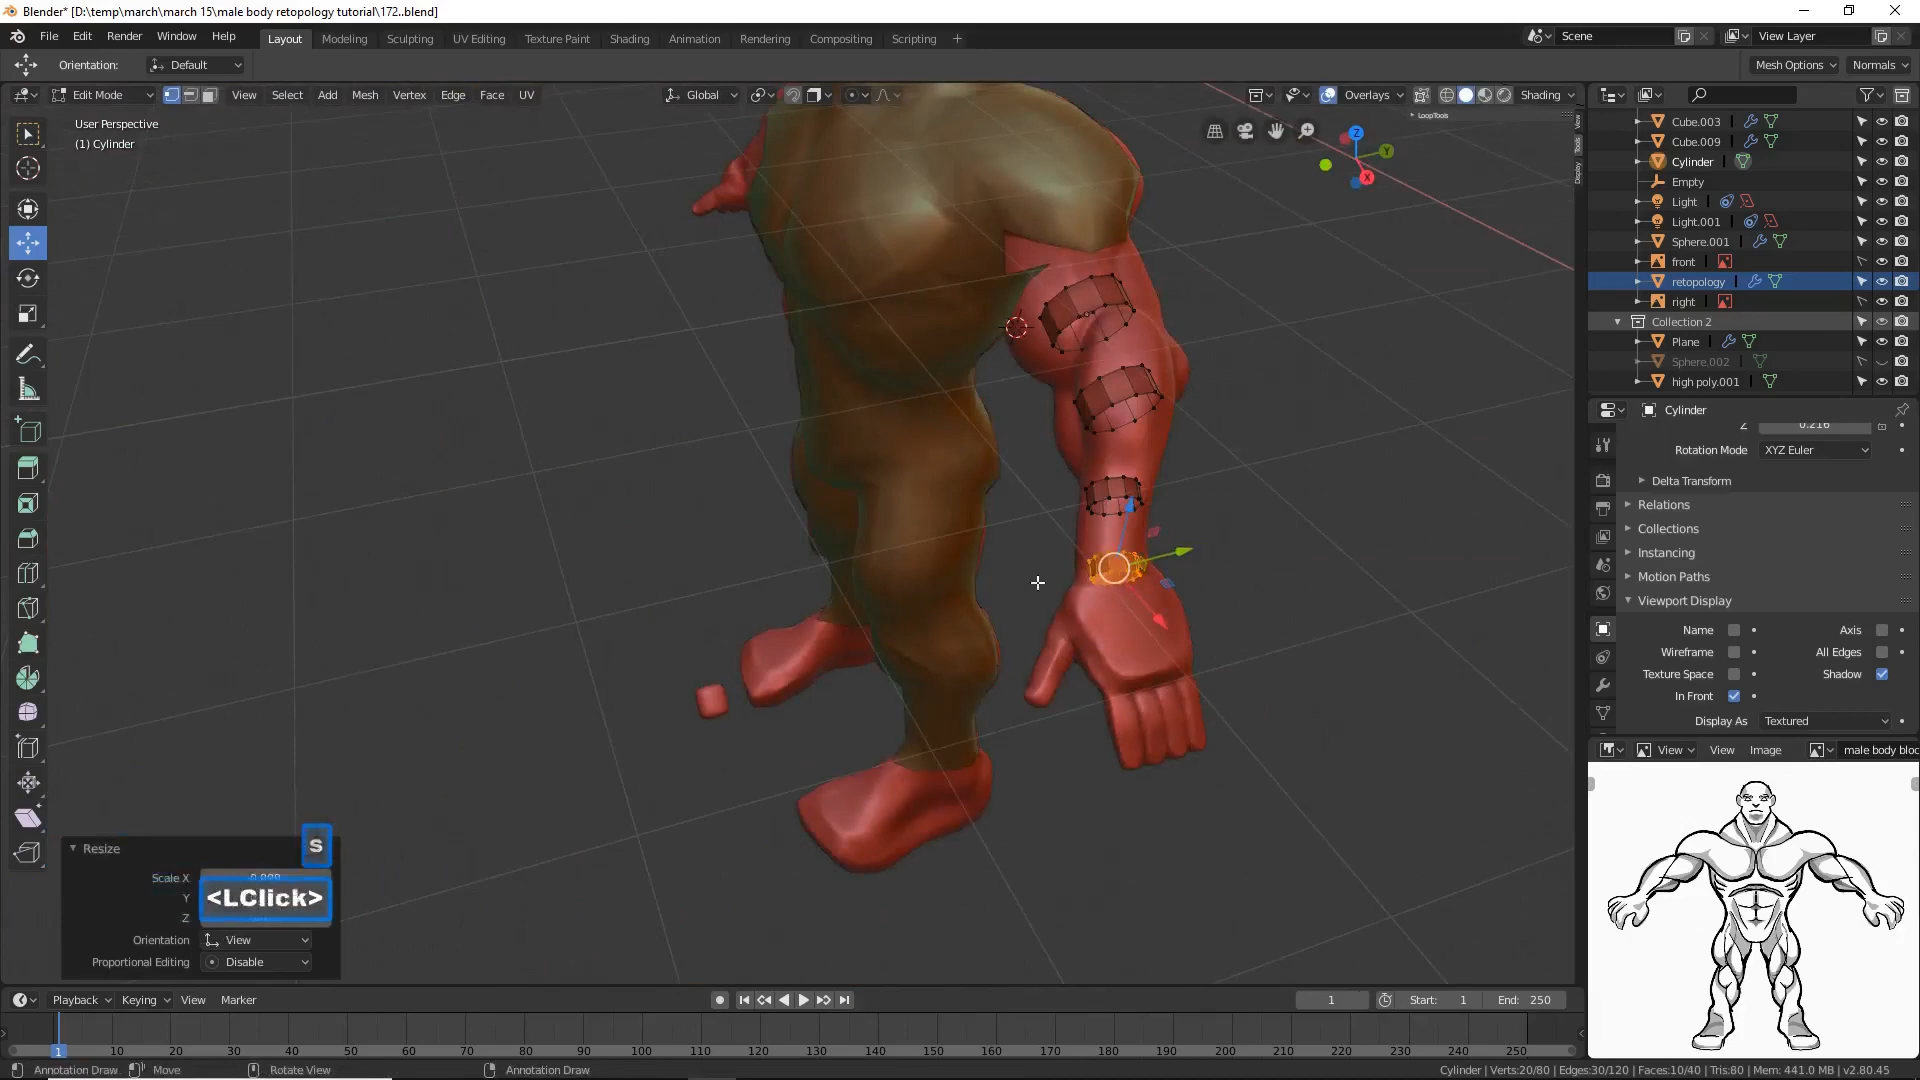 Blender* [D:\temp\march\march 15\male body retopology tutorial\172..blend]
File Edit Render Window Help Layout Modeling Sculpting UV Editing Texture Paint Shading Animation Rendering Compositing Scripting + Scene View Layer
Orientation: Default Mesh Options Normals
Edit Mode View Select Add Mesh Vertex Edge Face UV Global Overlays Shading
User Perspective
(1) Cylinder
LoopTools
View
Tools
Display
Z
Y
X
Cube.003
Cube.009
Cylinder
Empty
Light
Light.001
Sphere.001
front
retopology
right
Collection 2
Plane
Sphere.002
high poly.001
Cylinder
Z 0.216
Rotation Mode XYZ Euler
Delta Transform
Relations
Collections
Instancing
Motion Paths
Viewport Display
Name Axis
Wireframe All Edges
Texture Space Shadow
In Front
Display As Textured
View View Image male body bloc
Resize
S
Scale X
Y
<LClick>
Z
Orientation View
Proportional Editing Disable
Playback Keying View Marker 1 Start: 1 End: 250
1 10 20 30 40 50 60 70 80 90 100 110 120 130 140 150 160 170 180 190 200 210 220 230 240 250
Annotation Draw Move Rotate View Annotation Draw Cylinder | Verts:20/80 | Edges:30/120 | Faces:10/40 | Tris:80 | Mem: 441.0 MB | v2.80.45